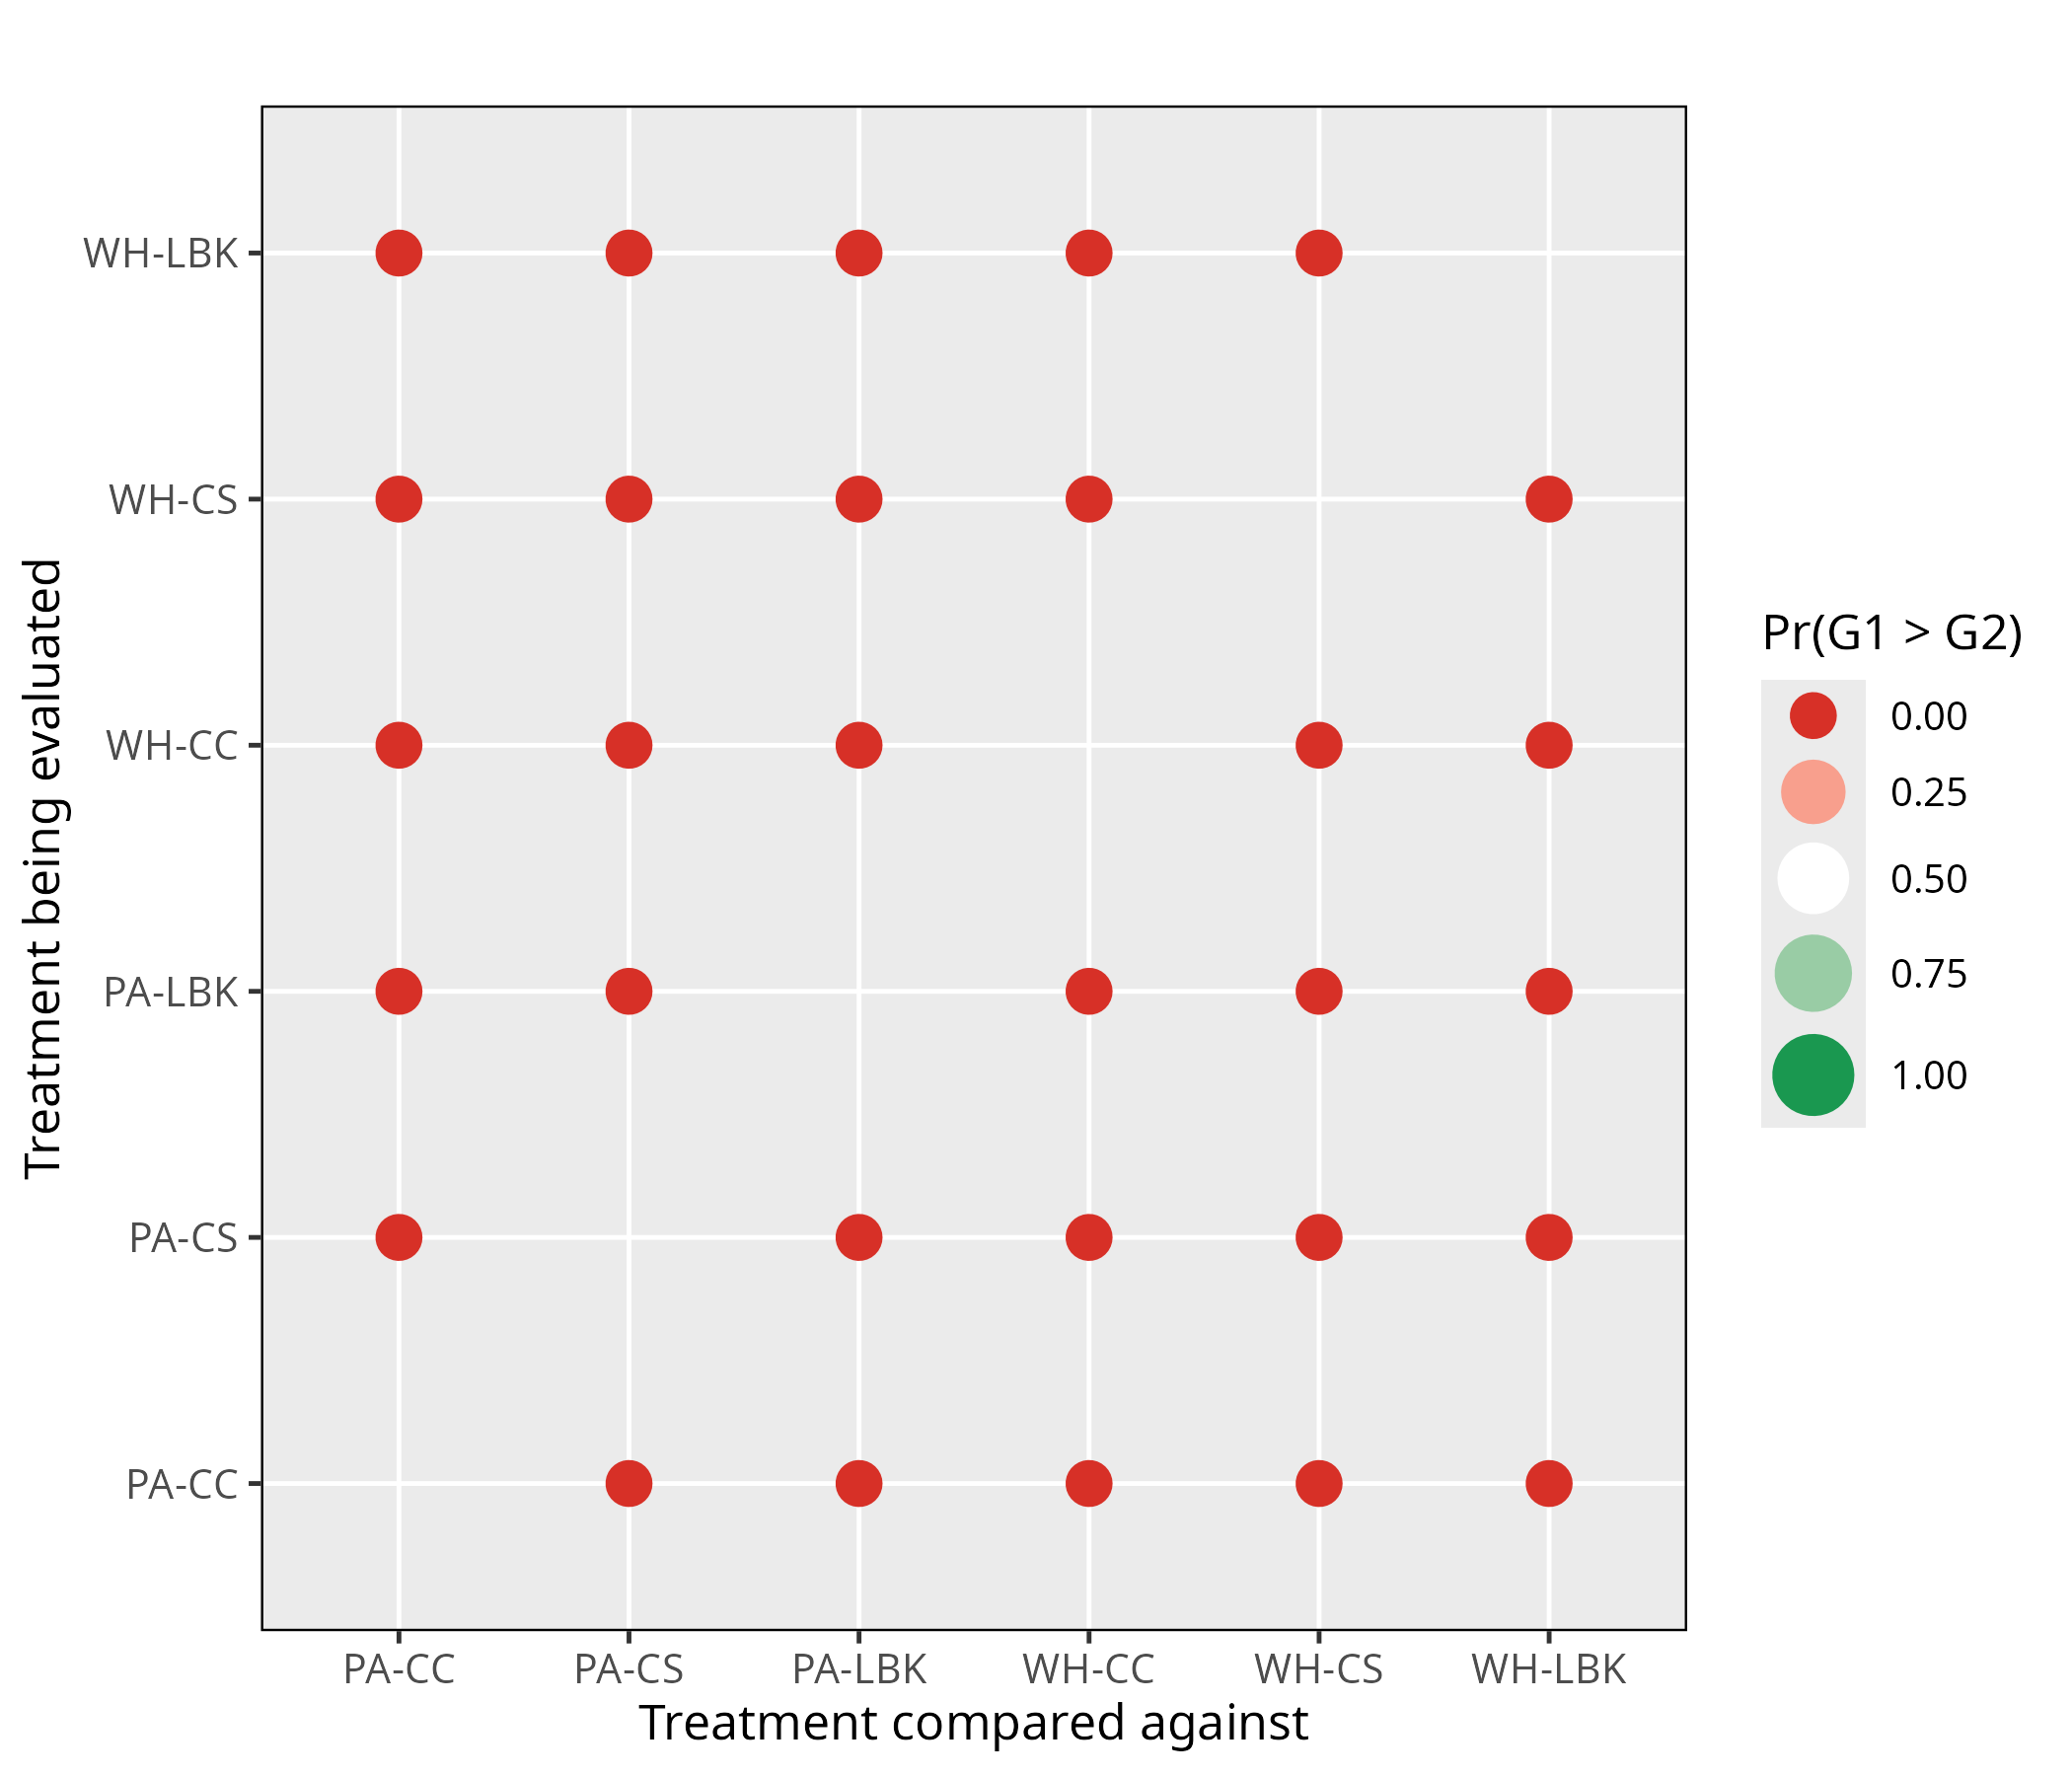 Treatment being evaluated
WH-LBK
WH-CS
WH-CC
PA-LBK
PA-CS
PA-CC
PA-CC PA-CS PA-LBK WH-CC WH-CS WH-LBK
Treatment compared against
Pr(G1 > G2)
0.00
0.25
0.50
0.75
1.00